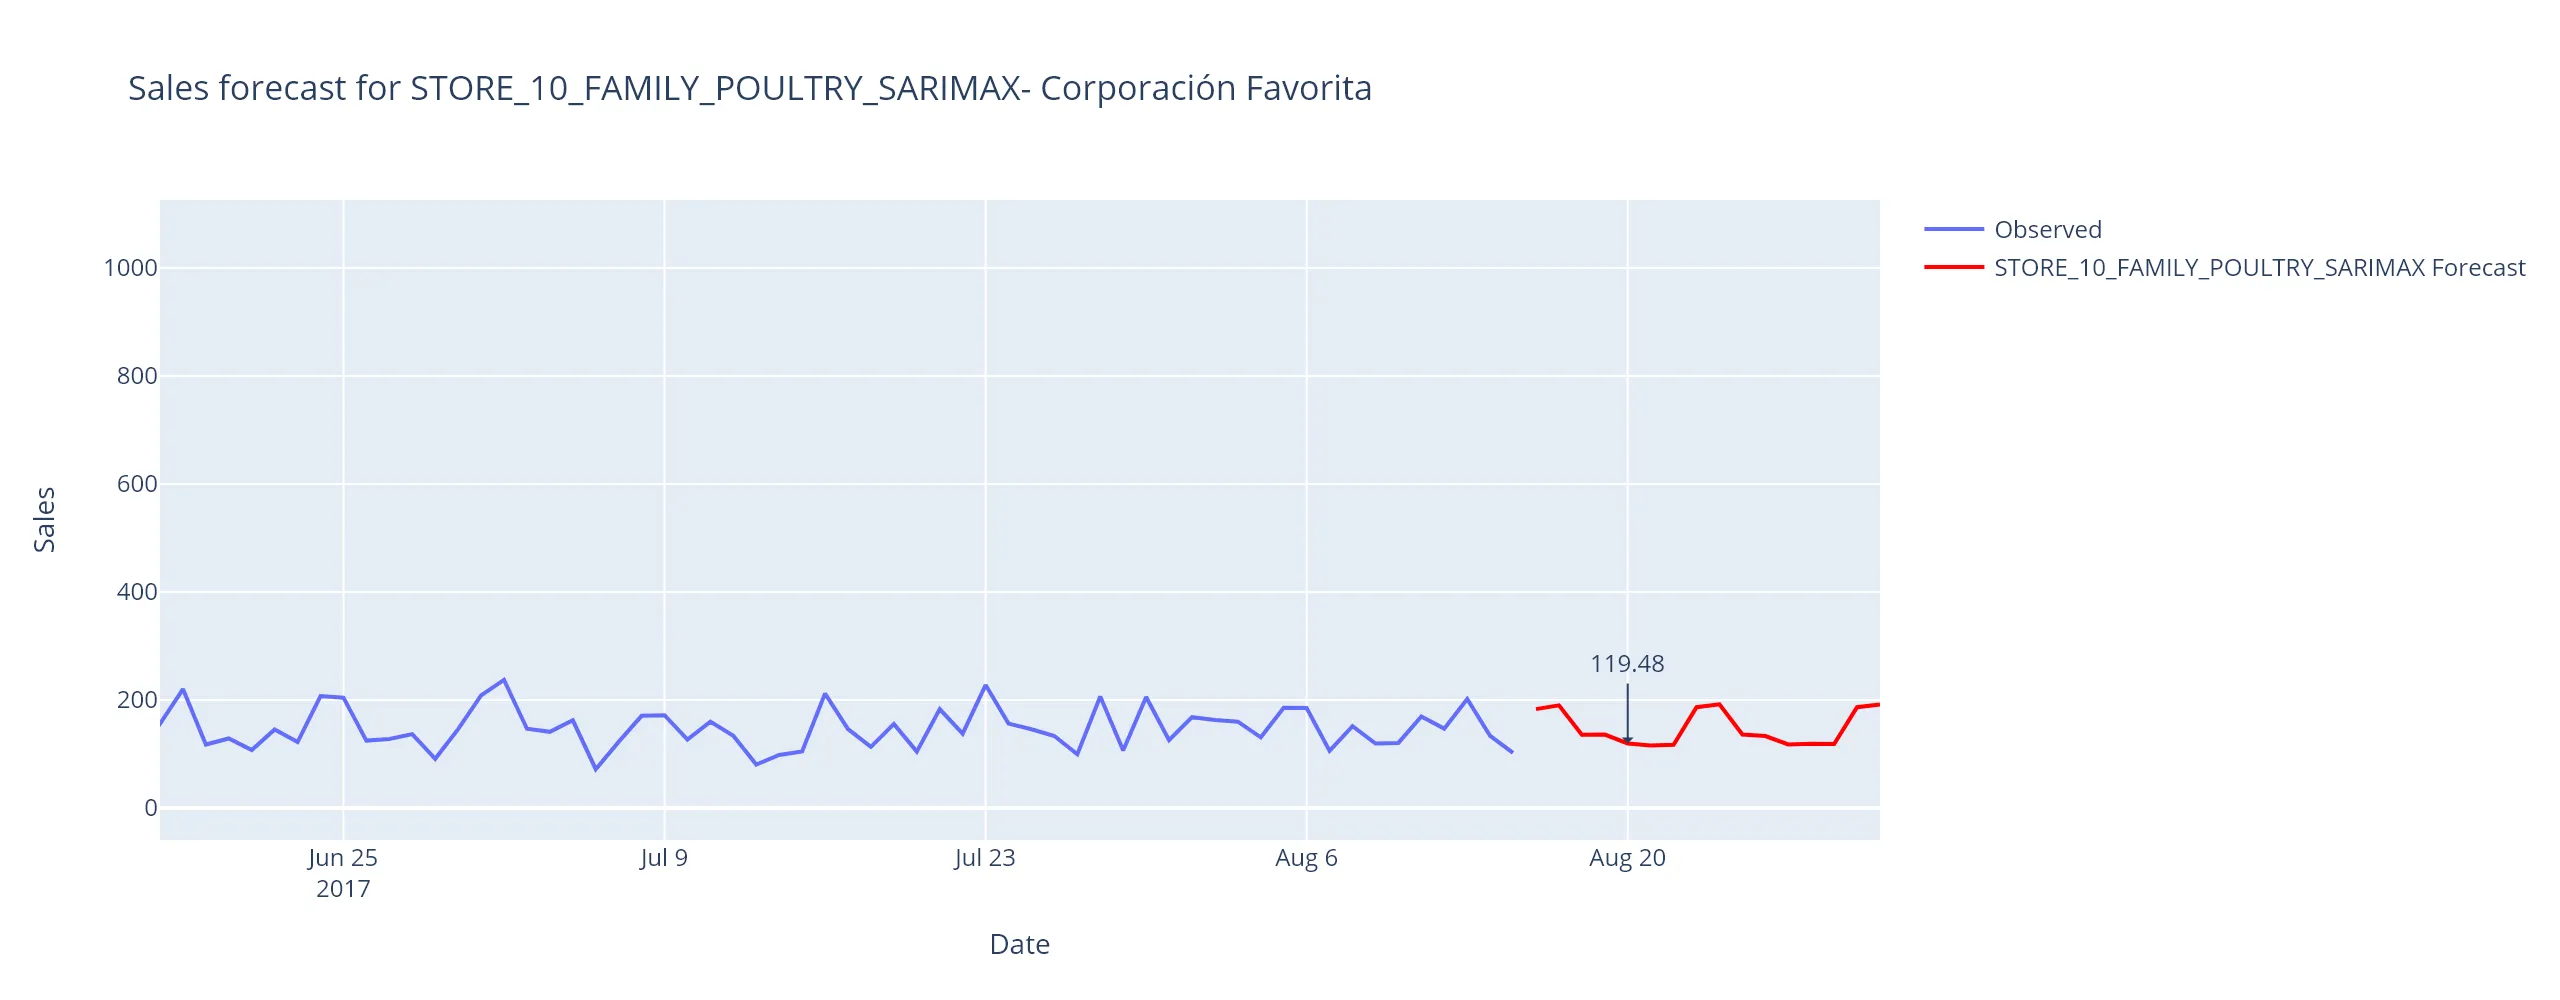 Sales forecast for STORE_10_FAMILY_POULTRY_SARIMAX- Corporación Favorita
Observed
STORE_10_FAMILY_POULTRY_SARIMAX Forecast
1000
800
600
400
200
0
Sales
119.48
Jun 25
2017
Jul 9
Jul 23
Aug 6
Aug 20
Date